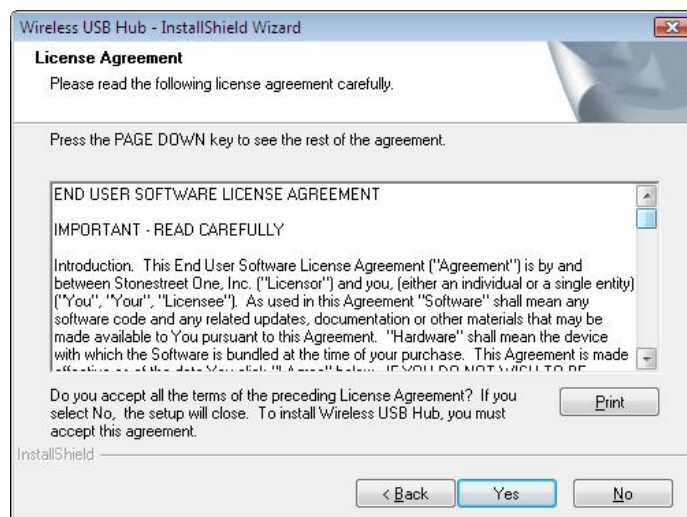 Wireless USB Hub - InstallShield Wizard
License Agreement
Please read the following license agreement carefully.
Press the PAGE DOWN key to see the rest of the agreement.
END USER SOFTWARE LICENSE AGREEMENT
IMPORTANT - READ CAREFULLY
Introduction. This End User Software License Agreement ("Agreement") is by and
between Stonestreet One, Inc. ("Licensor") and you, (either an individual or a single entity)
("You", "Your", "Licensee"). As used in this Agreement "Software" shall mean any
software code and any related updates, documentation or other materials that may be
made available to You pursuant to this Agreement. "Hardware" shall mean the device
with which the Software is bundled at the time of your purchase. This Agreement is made
Do you accept all the terms of the preceding License Agreement? If you
select No, the setup will close. To install Wireless USB Hub, you must
accept this agreement.
Print
InstallShield
< Back
Yes
No